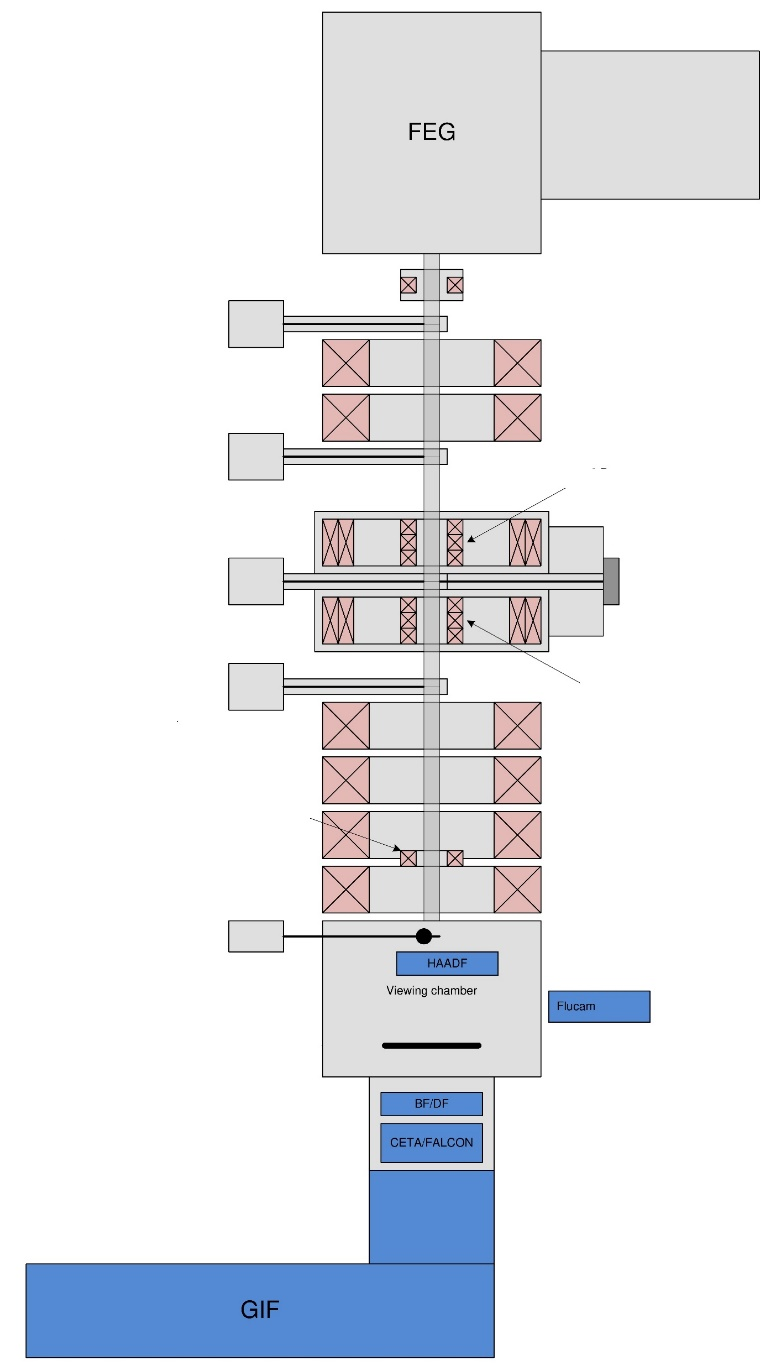 FEG
HAADF
Viewing chamber
Flucam
BF/DF
CETA/FALCON
GIF